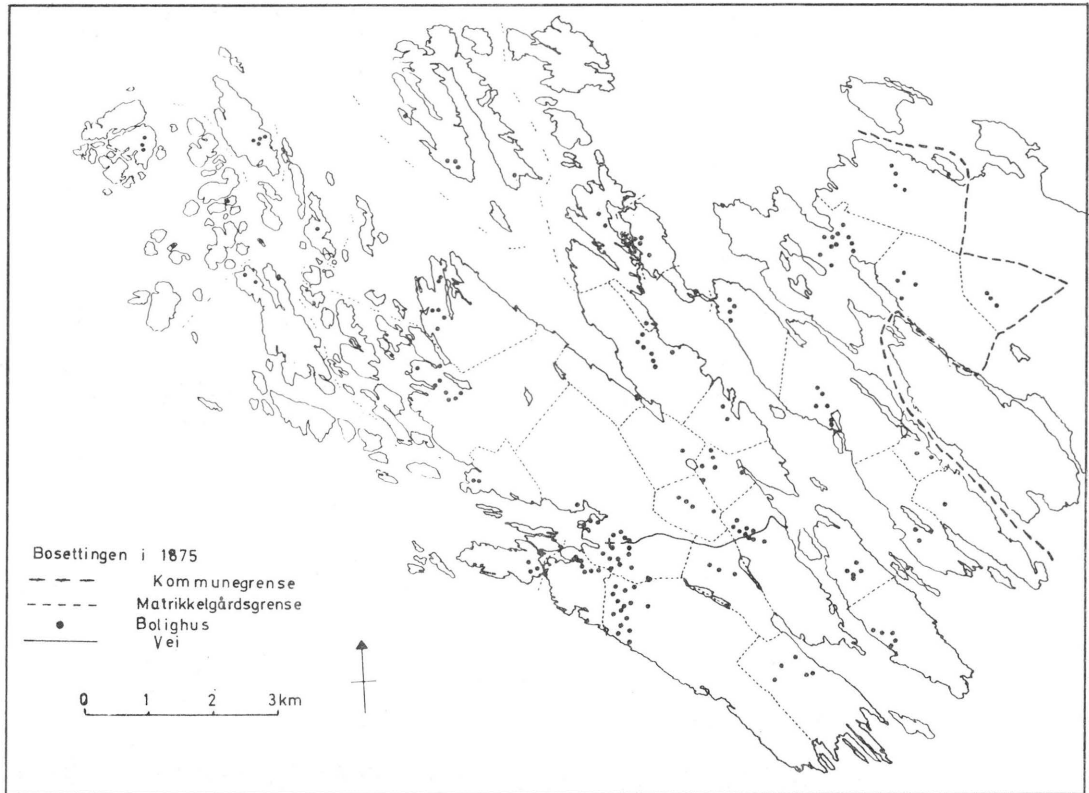 Bosettingen i 1875
Kommunegrense
Matrikkelgårdsgrense
Bolighus
Vei
0 1 2 3km